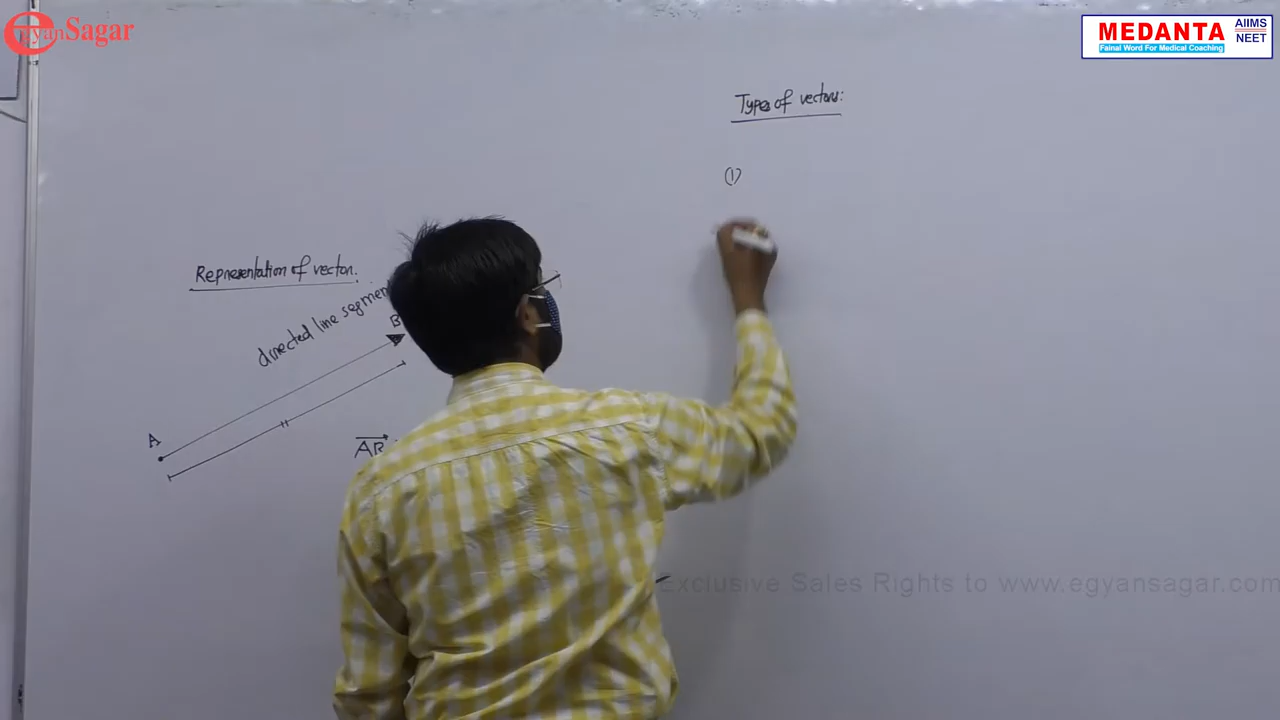 egyanSagar
MEDANTA
Fainal Word For Medical Coaching
AIIMS
NEET
Types of vectors:
①
Representation of vector:
directed line segmen
B
A
AB
Exclusive Sales Rights to www.egyansagar.com